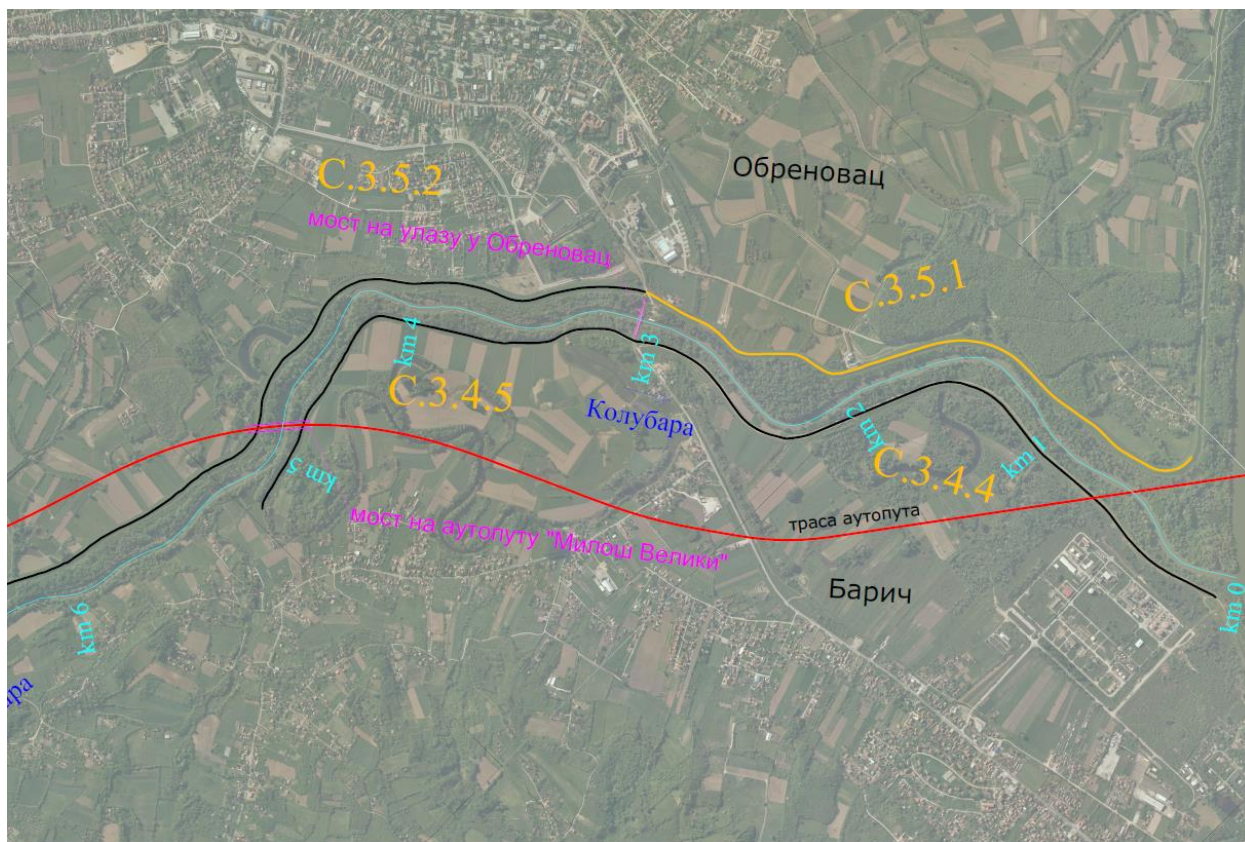 Обреновац
С.3.5.2
мост на улазу у Обреновац
С.3.5.1
km 4
km 3
С.3.4.5
Колубара
km 2
С.3.4.4
km
km 5
траса аутопута
мост на аутопуту "Милош Велики"
Барич
km 0
km 6
ара